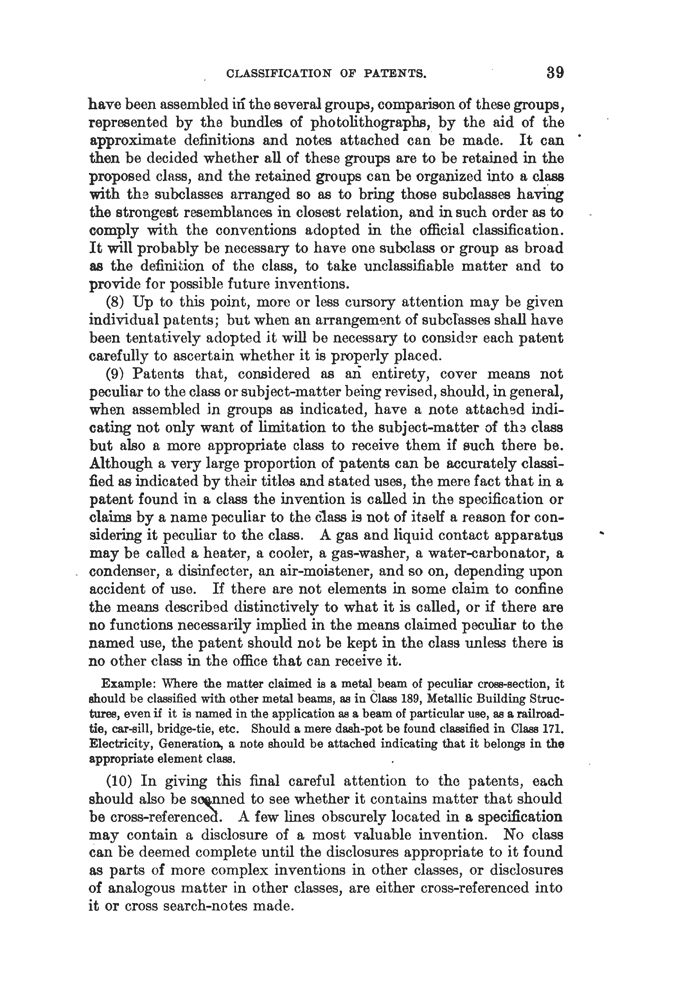 CLASSIFICATION OF PATENTS. 39
have been assembled in the several groups, comparison of these groups,
represented by the bundles of photolithographs, by the aid of the
approximate definitions and notes attached can be made. It can
then be decided whether all of these groups are to be retained in the
proposed class, and the retained groups can be organized into a class
with the subclasses arranged so as to bring those subclasses having
the strongest resemblances in closest relation, and in such order as to
comply with the conventions adopted in the official classification.
It will probably be necessary to have one subclass or group as broad
as the definition of the class, to take unclassifiable matter and to
provide for possible future inventions.
(8) Up to this point, more or less cursory attention may be given
individual patents; but when an arrangement of subclasses shall have
been tentatively adopted it will be necessary to consider each patent
carefully to ascertain whether it is properly placed.
(9) Patents that, considered as an entirety, cover means not
peculiar to the class or subject-matter being revised, should, in general,
when assembled in groups as indicated, have a note attached indi-
cating not only want of limitation to the subject-matter of the class
but also a more appropriate class to receive them if such there be.
Although a very large proportion of patents can be accurately classi-
fied as indicated by their titles and stated uses, the mere fact that in a
patent found in a class the invention is called in the specification or
claims by a name peculiar to the class is not of itself a reason for con-
sidering it peculiar to the class. A gas and liquid contact apparatus
may be called a heater, a cooler, a gas-washer, a water-carbonator, a
condenser, a disinfecter, an air-moistener, and so on, depending upon
accident of use. If there are not elements in some claim to confine
the means described distinctively to what it is called, or if there are
no functions necessarily implied in the means claimed peculiar to the
named use, the patent should not be kept in the class unless there is
no other class in the office that can receive it.
Example: Where the matter claimed is a metal beam of peculiar cross-section, it
should be classified with other metal beams, as in Class 189, Metallic Building Struc-
tures, even if it is named in the application as a beam of particular use, as a railroad-
tie, car-sill, bridge-tie, etc. Should a mere dash-pot be found classified in Class 171.
Electricity, Generation, a note should be attached indicating that it belongs in the
appropriate element class.
(10) In giving this final careful attention to the patents, each
should also be scanned to see whether it contains matter that should
be cross-referenced. A few lines obscurely located in a specification
may contain a disclosure of a most valuable invention. No class
can be deemed complete until the disclosures appropriate to it found
as parts of more complex inventions in other classes, or disclosures
of analogous matter in other classes, are either cross-referenced into
it or cross search-notes made.